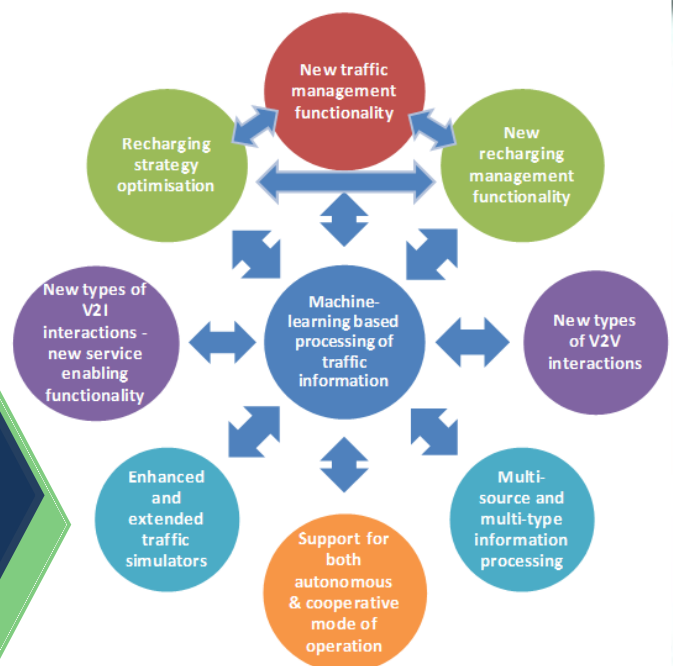 New traffic
management
functionality
Recharging
strategy
optimisation
New
recharging
management
functionality
New types of
V2I
interactions -
new service
enabling
functionality
Machine-
learning based
processing of
traffic
information
New types
of V2V
interactions
Enhanced
and
extended
traffic
simulators
Multi-
source and
multi-type
information
processing
Support for
both
autonomous
& cooperative
mode of
operation